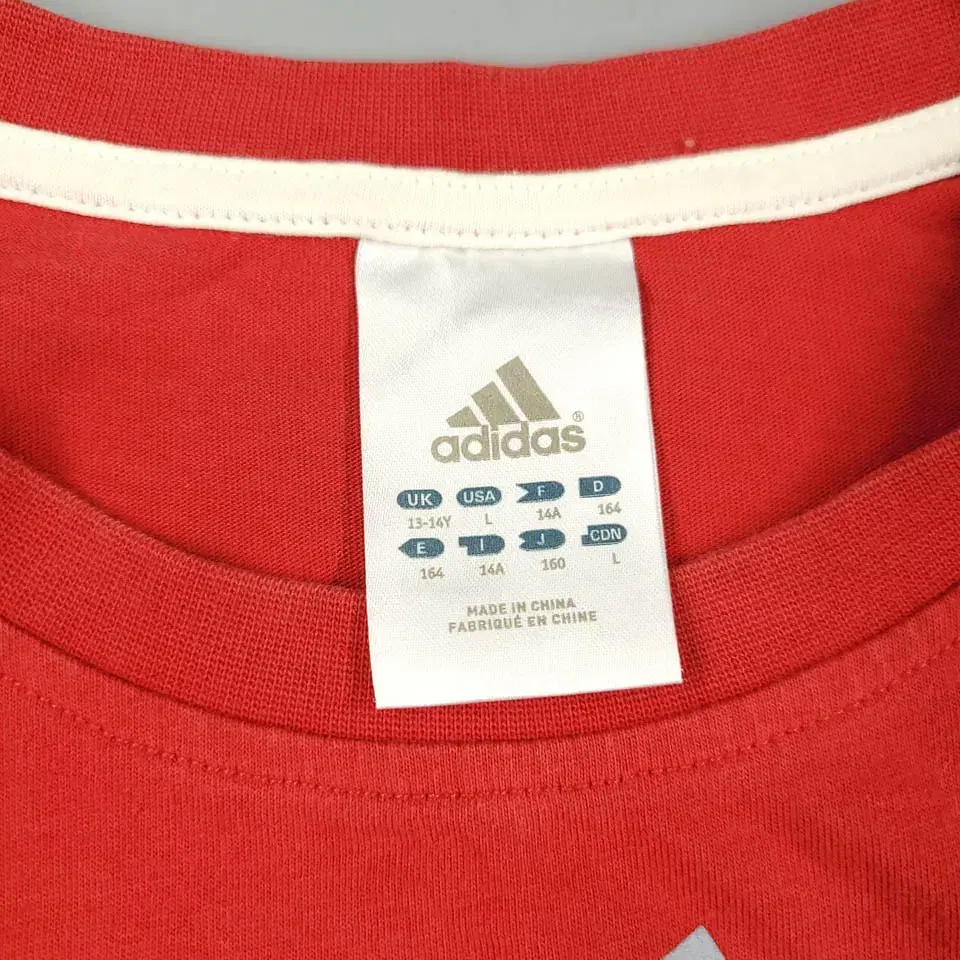 adidas®
UK USA F D
13-14Y L 14A 164
E I J CDN
164 14A 160 L
MADE IN CHINA
FABRIQUÉ EN CHINE